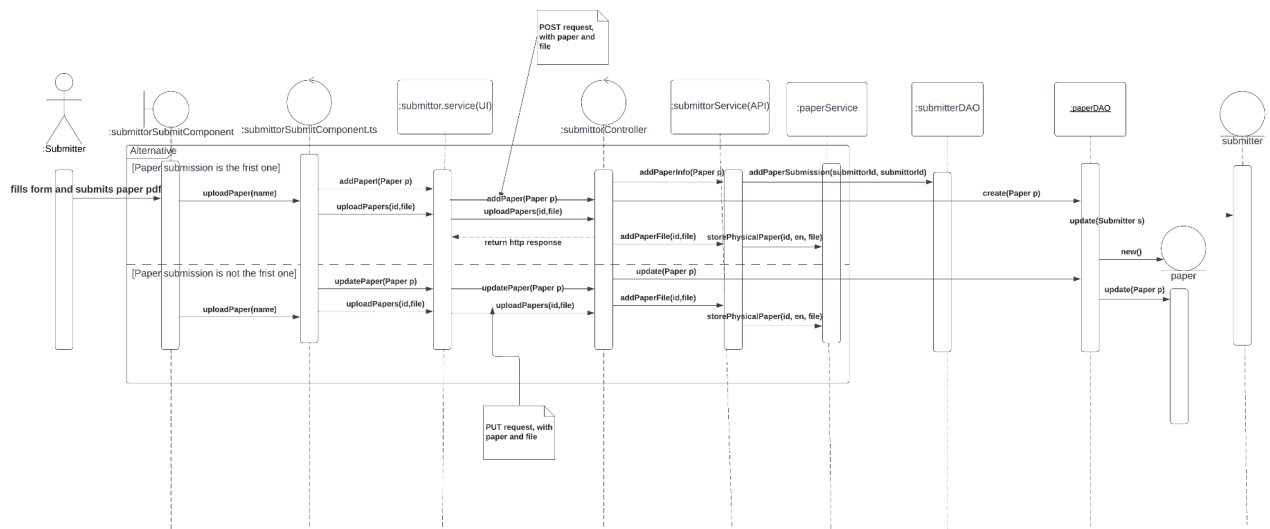 POST request,
with paper and
file
:Submitter
:submittorSubmitComponent
:submittorSubmitComponent.ts
:submittor.service(UI)
:submittorController
:submittorService(API)
:paperService
:submitterDAO
:paperDAO
submitter
Alternative
[Paper submission is the frist one]
fills form and submits paper pdf
uploadPaper(name)
addPaperI(Paper p)
uploadPapers(id,file)
addPaper(Paper p)
uploadPapers(id,file)
return http response
addPaperInfo(Paper p)
addPaperSubmission(submittorId, submittorId)
create(Paper p)
update(Submitter s)
addPaperFile(id,file)
storePhysicalPaper(id, en, file)
new()
paper
[Paper submission is not the frist one]
update(Paper p)
updatePaper(Paper p)
updatePaper(Paper p)
update(Paper p)
uploadPaper(name)
uploadPapers(id,file)
uploadPapers(id,file)
addPaperFile(id,file)
storePhysicalPaper(id, en, file)
PUT request, with
paper and file